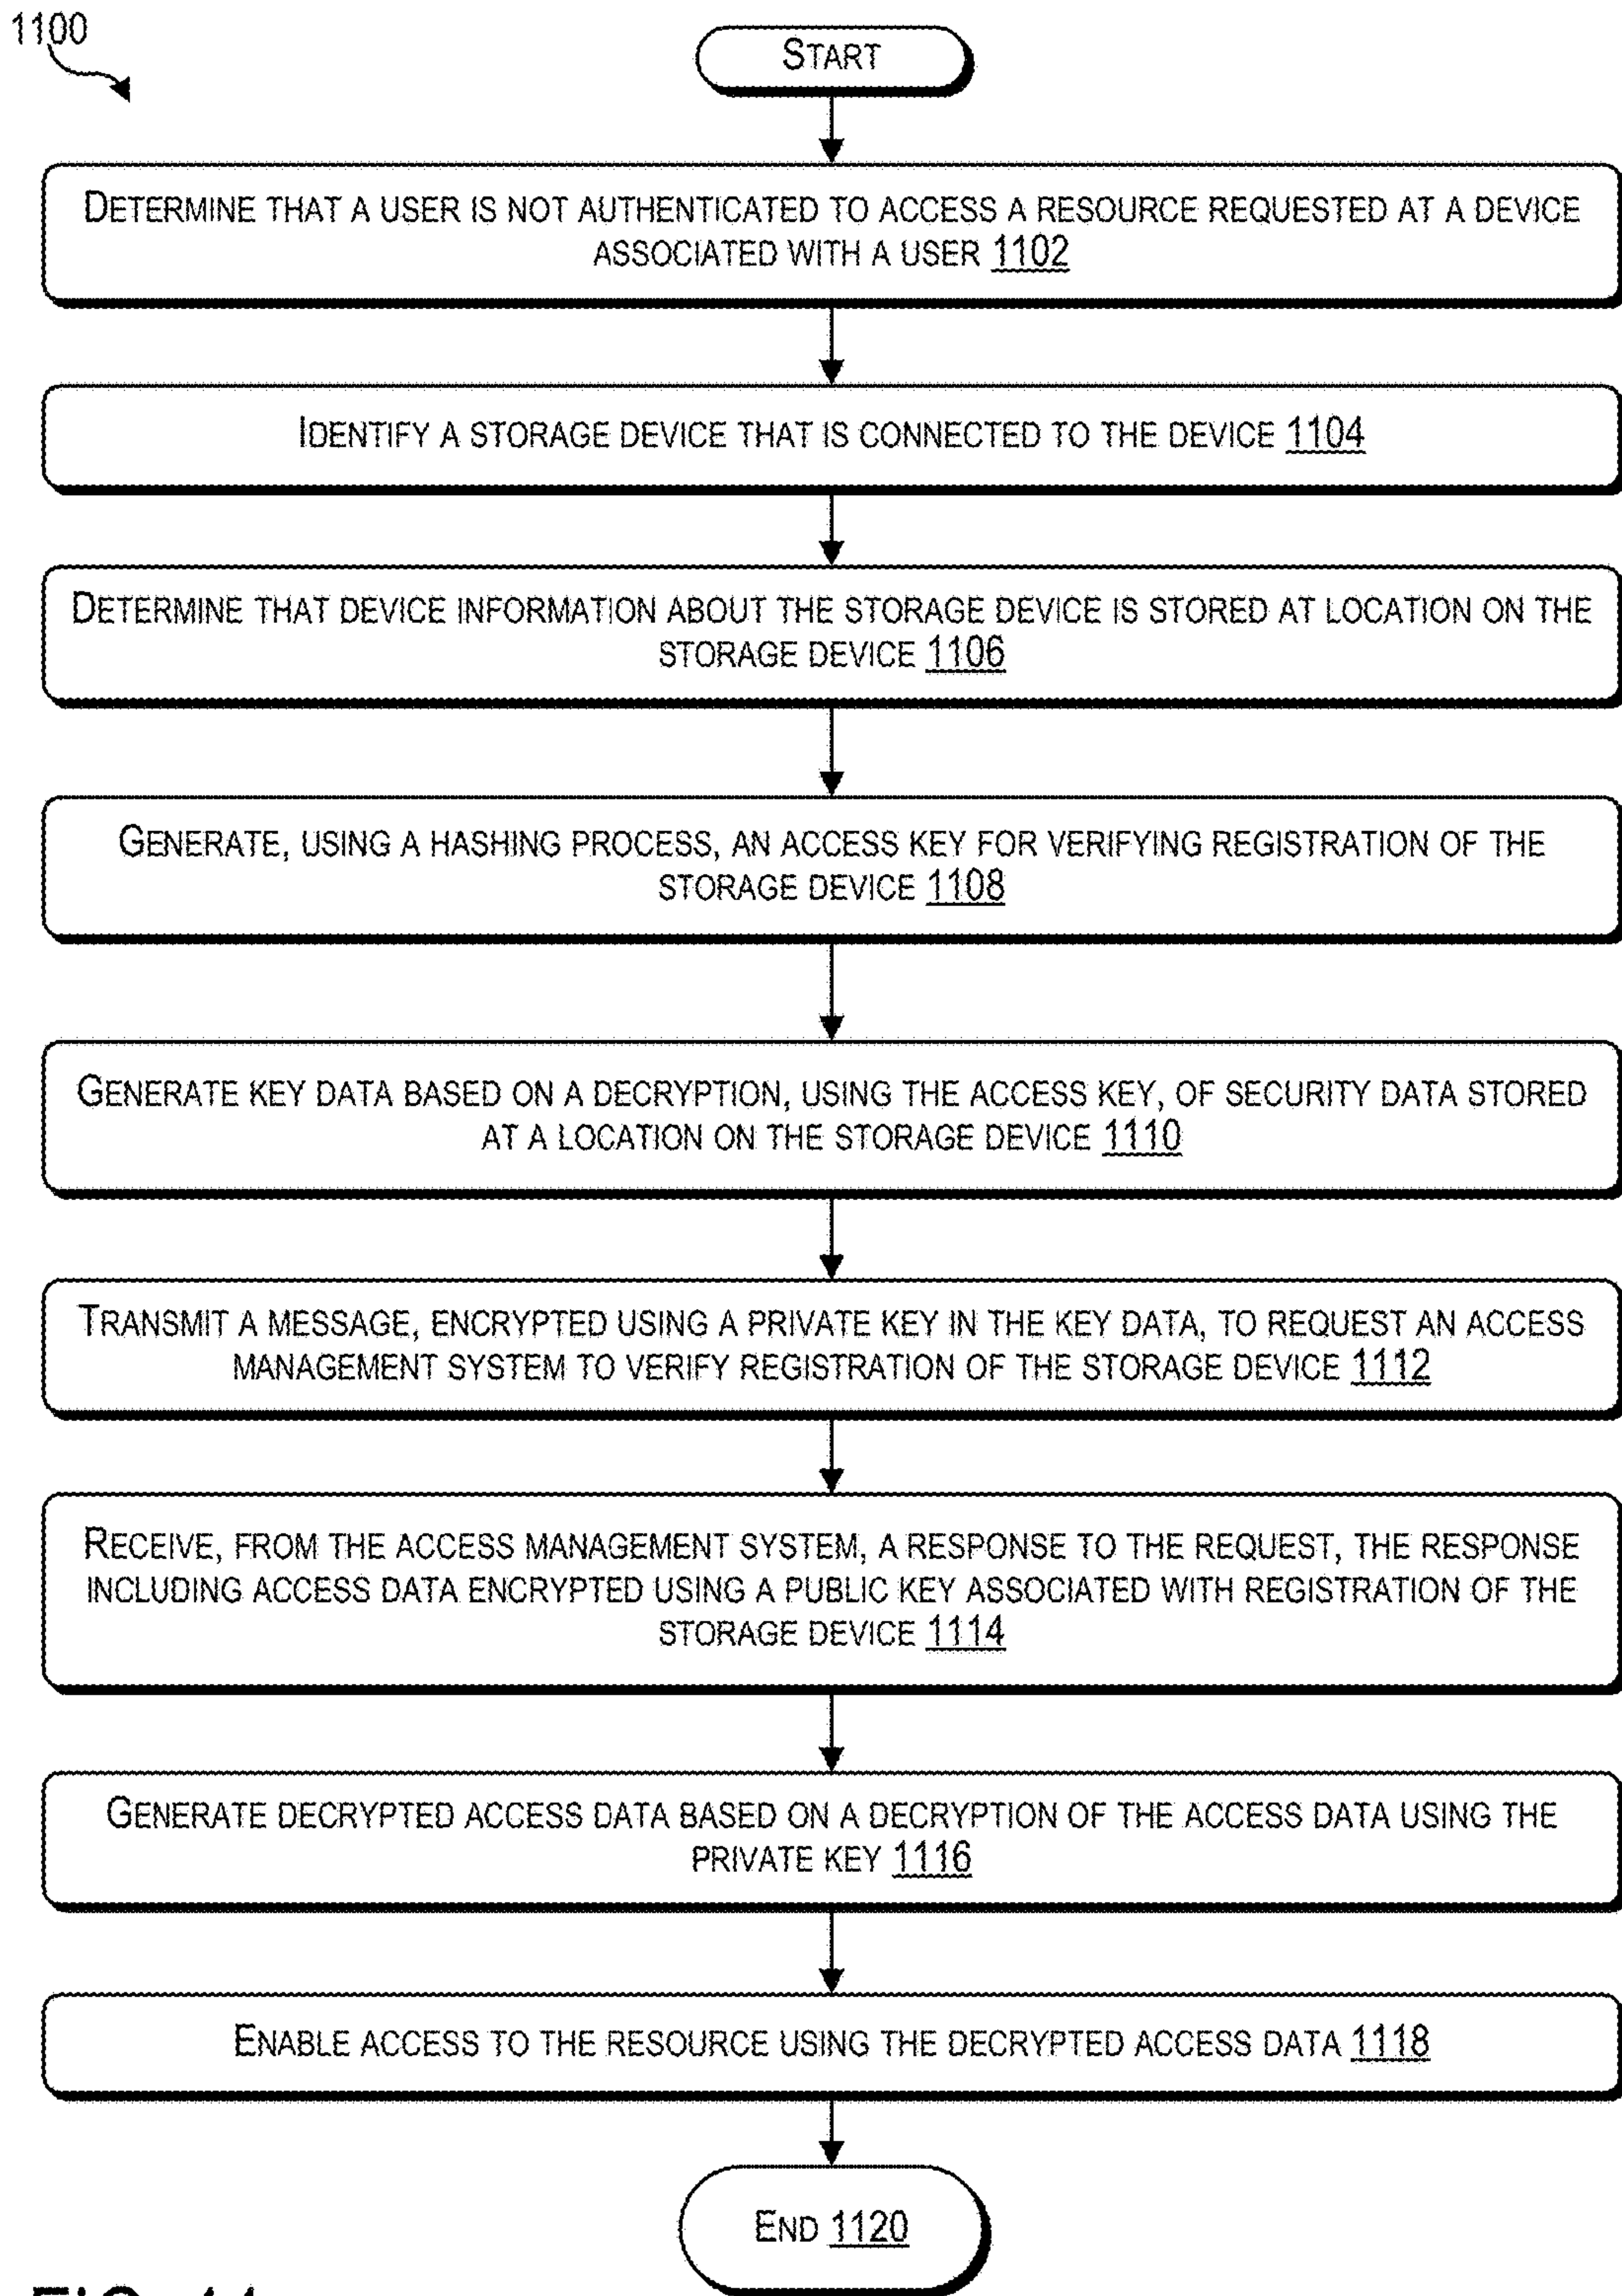 1100
START
DETERMINE THAT A USER IS NOT AUTHENTICATED TO ACCESS A RESOURCE REQUESTED AT A DEVICE
ASSOCIATED WITH A USER 1102
IDENTIFY A STORAGE DEVICE THAT IS CONNECTED TO THE DEVICE 1104
DETERMINE THAT DEVICE INFORMATION ABOUT THE STORAGE DEVICE IS STORED AT LOCATION ON THE
STORAGE DEVICE 1106
GENERATE, USING A HASHING PROCESS, AN ACCESS KEY FOR VERIFYING REGISTRATION OF THE
STORAGE DEVICE 1108
GENERATE KEY DATA BASED ON A DECRYPTION, USING THE ACCESS KEY, OF SECURITY DATA STORED
AT A LOCATION ON THE STORAGE DEVICE 1110
TRANSMIT A MESSAGE, ENCRYPTED USING A PRIVATE KEY IN THE KEY DATA, TO REQUEST AN ACCESS
MANAGEMENT SYSTEM TO VERIFY REGISTRATION OF THE STORAGE DEVICE 1112
RECEIVE, FROM THE ACCESS MANAGEMENT SYSTEM, A RESPONSE TO THE REQUEST, THE RESPONSE
INCLUDING ACCESS DATA ENCRYPTED USING A PUBLIC KEY ASSOCIATED WITH REGISTRATION OF THE
STORAGE DEVICE 1114
GENERATE DECRYPTED ACCESS DATA BASED ON A DECRYPTION OF THE ACCESS DATA USING THE
PRIVATE KEY 1116
ENABLE ACCESS TO THE RESOURCE USING THE DECRYPTED ACCESS DATA 1118
END 1120